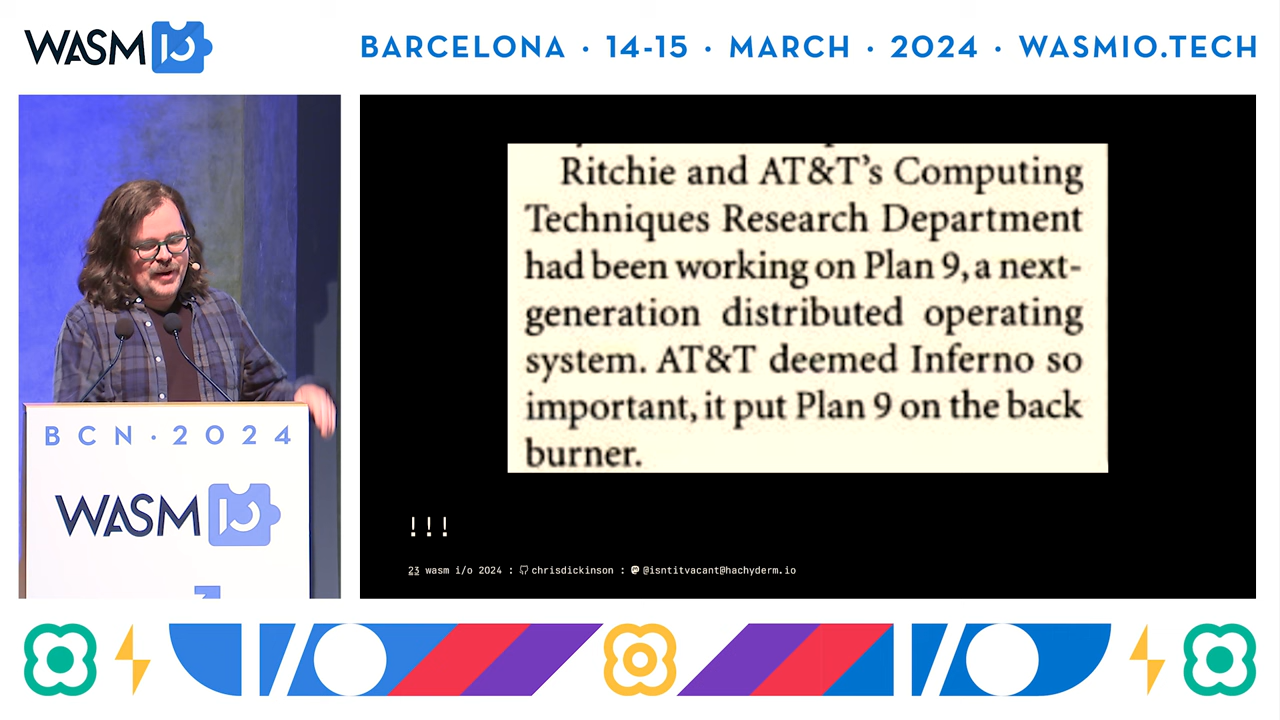 WASM IO
BARCELONA · 14-15 · MARCH · 2024 · WASMIO.TECH
BCN·2024
WASM IO
Ritchie and AT&T’s Computing
Techniques Research Department
had been working on Plan 9, a next-
generation distributed operating
system. AT&T deemed Inferno so
important, it put Plan 9 on the back
burner.
!!!
23 wasm i/o 2024 : chrisdickinson : @isntitvacant@hachyderm.io
I/O
I/O